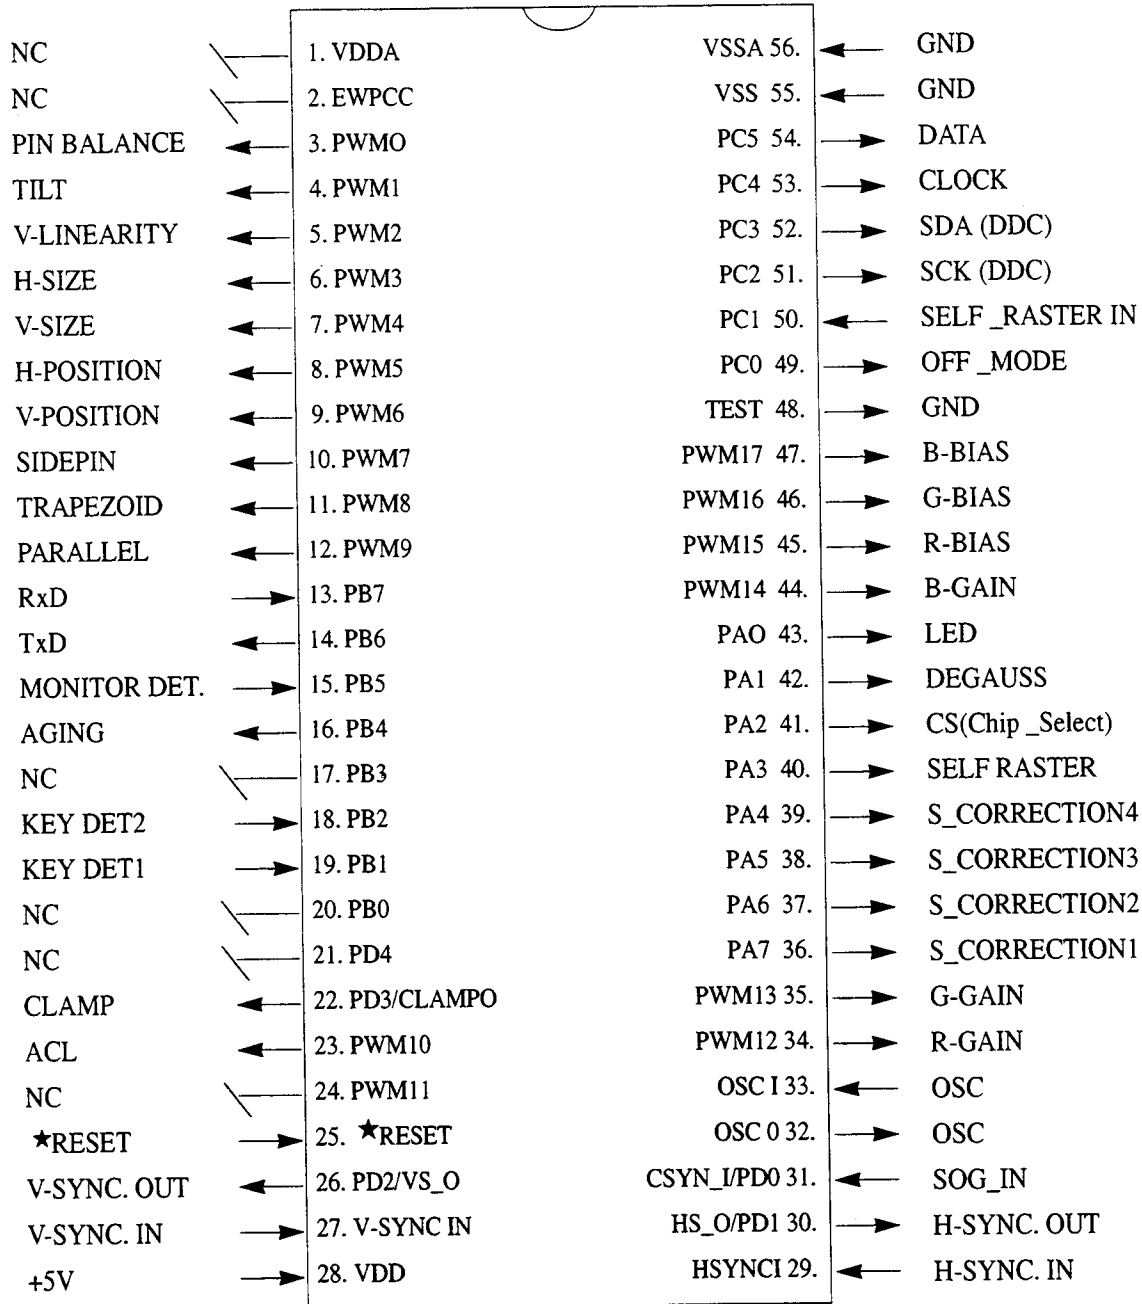 NC 1. VDDA VSSA 56. GND
NC 2. EWPCC VSS 55. GND
PIN BALANCE 3. PWMO PC5 54. DATA
TILT 4. PWM1 PC4 53. CLOCK
V-LINEARITY 5. PWM2 PC3 52. SDA (DDC)
H-SIZE 6. PWM3 PC2 51. SCK (DDC)
V-SIZE 7. PWM4 PC1 50. SELF _RASTER IN
H-POSITION 8. PWM5 PC0 49. OFF _MODE
V-POSITION 9. PWM6 TEST 48. GND
SIDEPIN 10. PWM7 PWM17 47. B-BIAS
TRAPEZOID 11. PWM8 PWM16 46. G-BIAS
PARALLEL 12. PWM9 PWM15 45. R-BIAS
RxD 13. PB7 PWM14 44. B-GAIN
TxD 14. PB6 PAO 43. LED
MONITOR DET. 15. PB5 PA1 42. DEGAUSS
AGING 16. PB4 PA2 41. CS(Chip _Select)
NC 17. PB3 PA3 40. SELF RASTER
KEY DET2 18. PB2 PA4 39. S_CORRECTION4
KEY DET1 19. PB1 PA5 38. S_CORRECTION3
NC 20. PB0 PA6 37. S_CORRECTION2
NC 21. PD4 PA7 36. S_CORRECTION1
CLAMP 22. PD3/CLAMPO PWM13 35. G-GAIN
ACL 23. PWM10 PWM12 34. R-GAIN
NC 24. PWM11 OSC I 33. OSC
★RESET 25. ★RESET OSC 0 32. OSC
V-SYNC. OUT 26. PD2/VS_O CSYN_I/PD0 31. SOG_IN
V-SYNC. IN 27. V-SYNC IN HS_O/PD1 30. H-SYNC. OUT
+5V 28. VDD HSYNCI 29. H-SYNC. IN